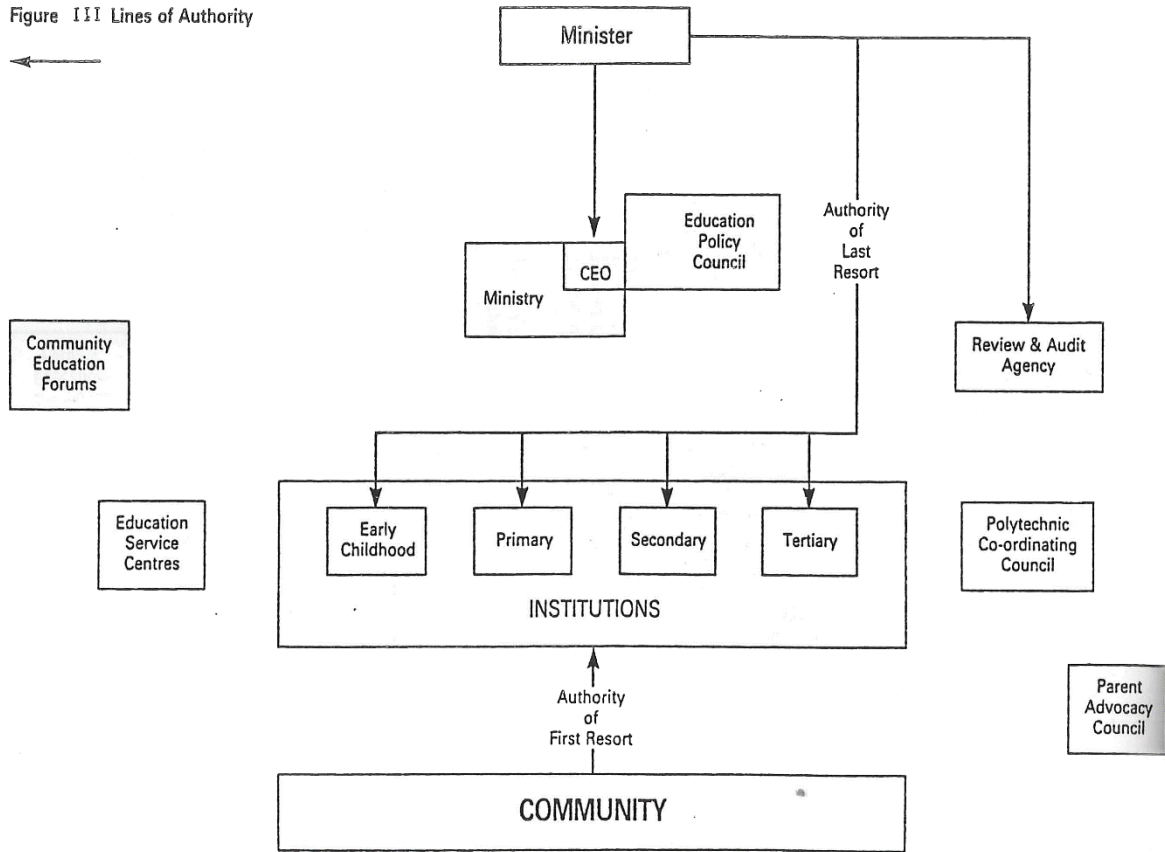 Figure III Lines of Authority
Minister
Education
Policy
Council
CEO
Ministry
Authority
of
Last
Resort
Community
Education
Forums
Review & Audit
Agency
Education
Service
Centres
Early
Childhood
Primary
Secondary
Tertiary
INSTITUTIONS
Polytechnic
Co-ordinating
Council
Authority
of
First Resort
Parent
Advocacy
Council
COMMUNITY